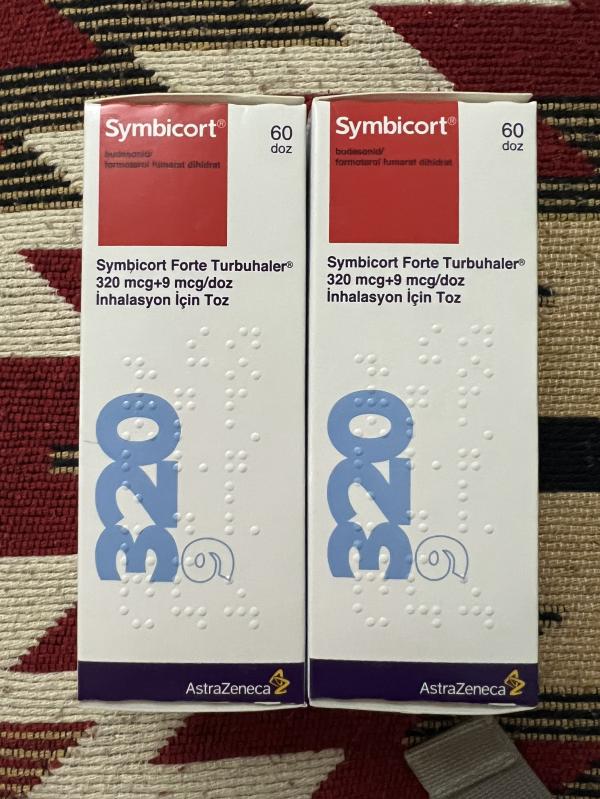 Symbicort®
budesonid/
formoterol fumarat dihidrat
60
doz
Symbicort Forte Turbuhaler®
320 mcg+9 mcg/doz
İnhalasyon İçin Toz
320
9
AstraZeneca
Symbicort®
budesonid/
formoterol fumarat dihidrat
60
doz
Symbicort Forte Turbuhaler®
320 mcg+9 mcg/doz
İnhalasyon İçin Toz
320
9
AstraZeneca